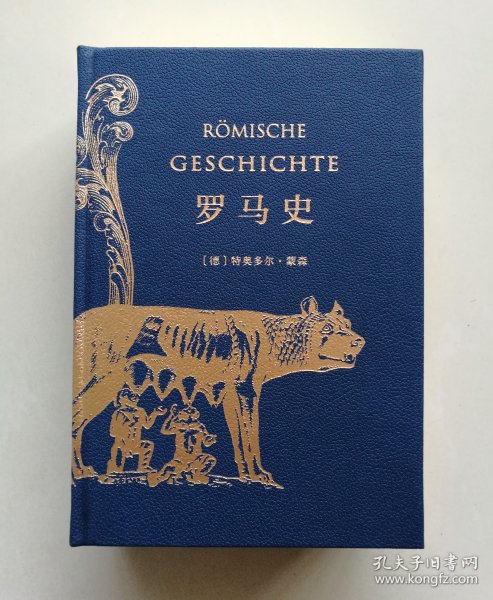 RÖMISCHE
GESCHICHTE
罗马史
〔德〕特奥多尔·蒙森
孔夫子旧书网
www.kongfz.com